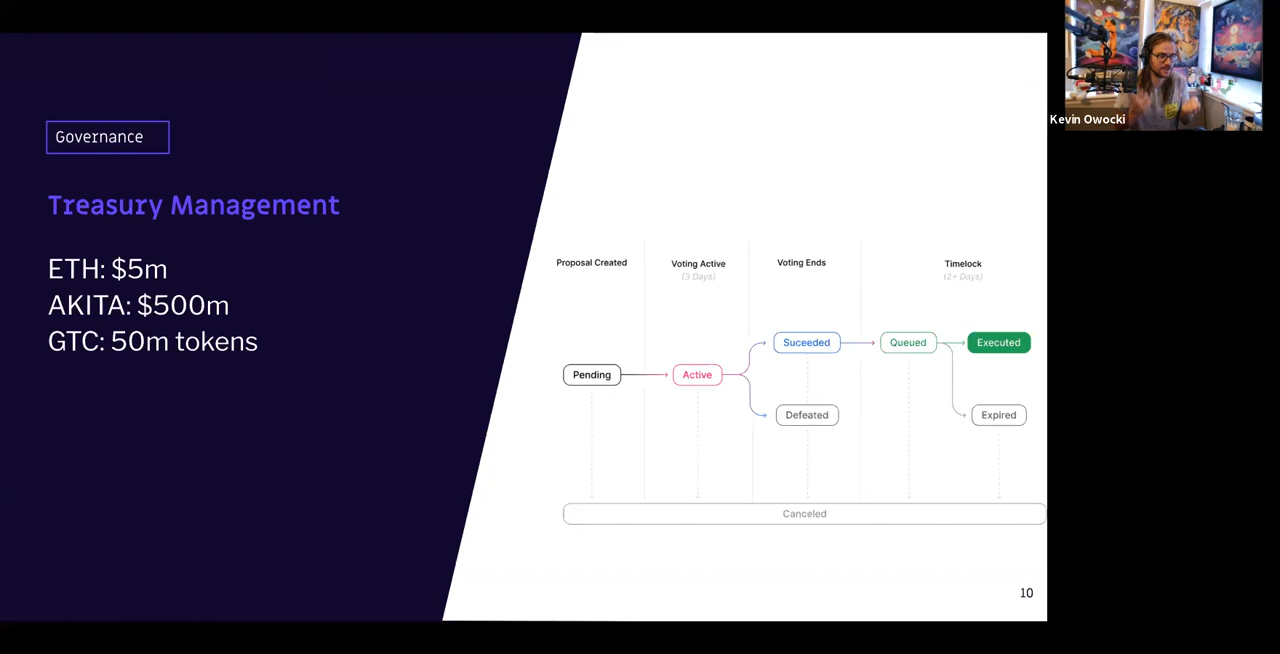 Governance
Treasury Management
ETH: $5m
AKITA: $500m
GTC: 50m tokens
Proposal Created
Voting Active
(3 Days)
Voting Ends
Timelock
(2+ Days)
Suceeded
Queued
Executed
Pending
Active
Defeated
Expired
Canceled
10
Kevin Owocki